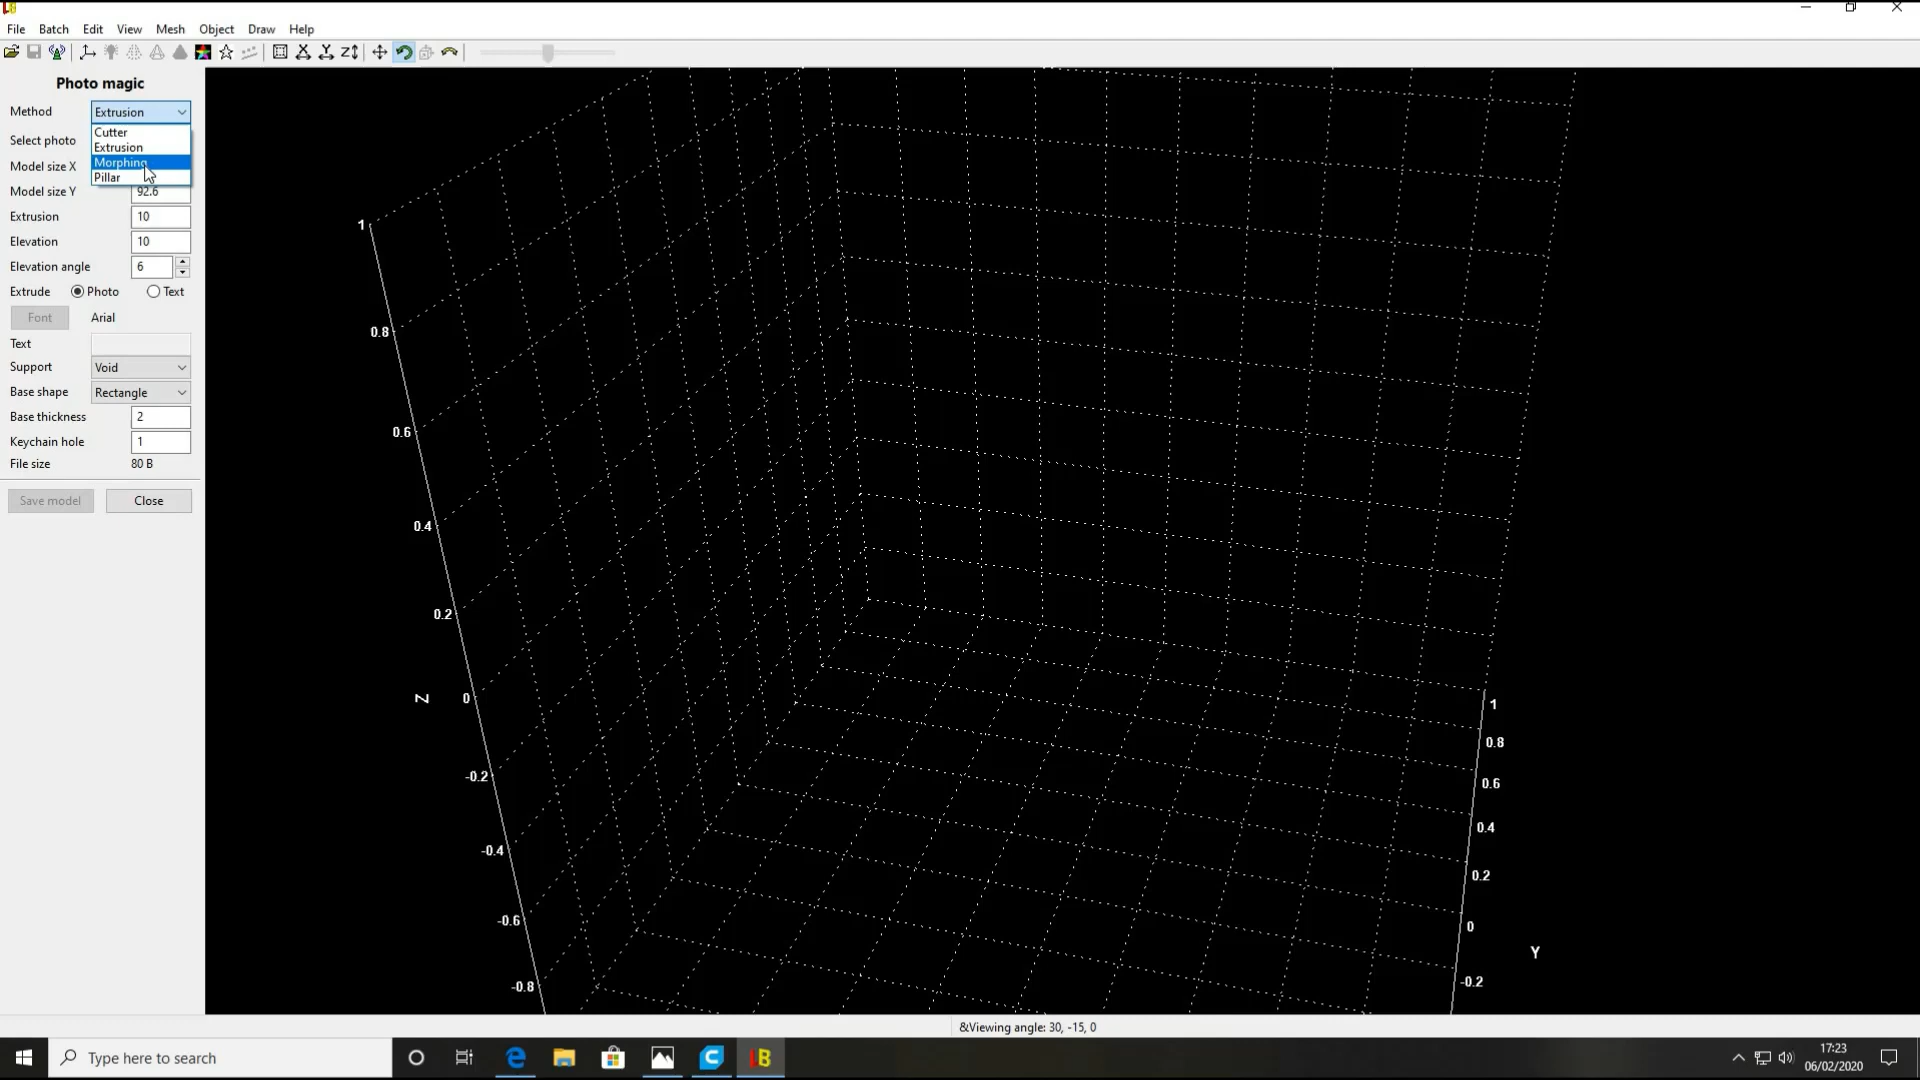 File Batch Edit View Mesh Object Draw Help
Photo magic
Method Extrusion
Cutter
Extrusion
Morphing
Pillar
Select photo
Model size X
Model size Y 92.6
Extrusion 10
Elevation 10
Elevation angle 6
Extrude Photo Text
Font Arial
Text
Support Void
Base shape Rectangle
Base thickness 2
Keychain hole 1
File size 80 B
Save model Close
1
0.8
0.6
0.4
0.2
Z 0
-0.2
-0.4
-0.6
-0.8
1
0.8
0.6
0.4
0.2
0
Y
-0.2
&Viewing angle: 30, -15, 0
Type here to search
17:23
06/02/2020